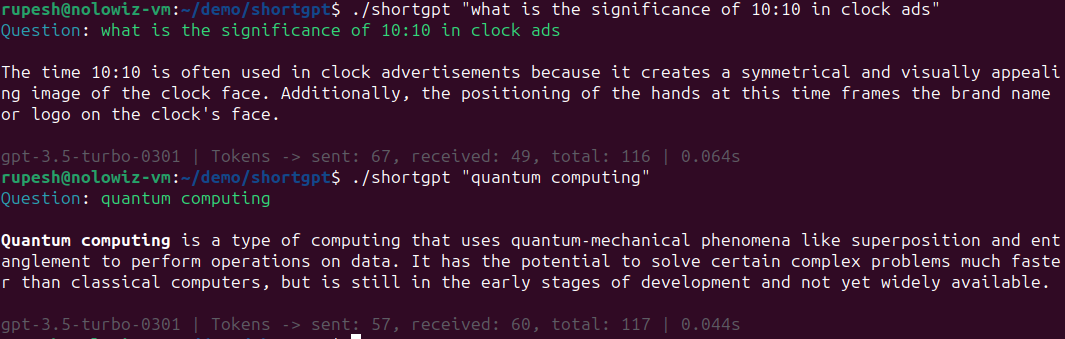 rupesh@nolowiz-vm:~/demo/shortgpt$ ./shortgpt "what is the significance of 10:10 in clock ads"
Question: what is the significance of 10:10 in clock ads
The time 10:10 is often used in clock advertisements because it creates a symmetrical and visually appeali
ng image of the clock face. Additionally, the positioning of the hands at this time frames the brand name
or logo on the clock's face.
gpt-3.5-turbo-0301 | Tokens -> sent: 67, received: 49, total: 116 | 0.064s
rupesh@nolowiz-vm:~/demo/shortgpt$ ./shortgpt "quantum computing"
Question: quantum computing
Quantum computing is a type of computing that uses quantum-mechanical phenomena like superposition and ent
anglement to perform operations on data. It has the potential to solve certain complex problems much faste
r than classical computers, but is still in the early stages of development and not yet widely available.
gpt-3.5-turbo-0301 | Tokens -> sent: 57, received: 60, total: 117 | 0.044s